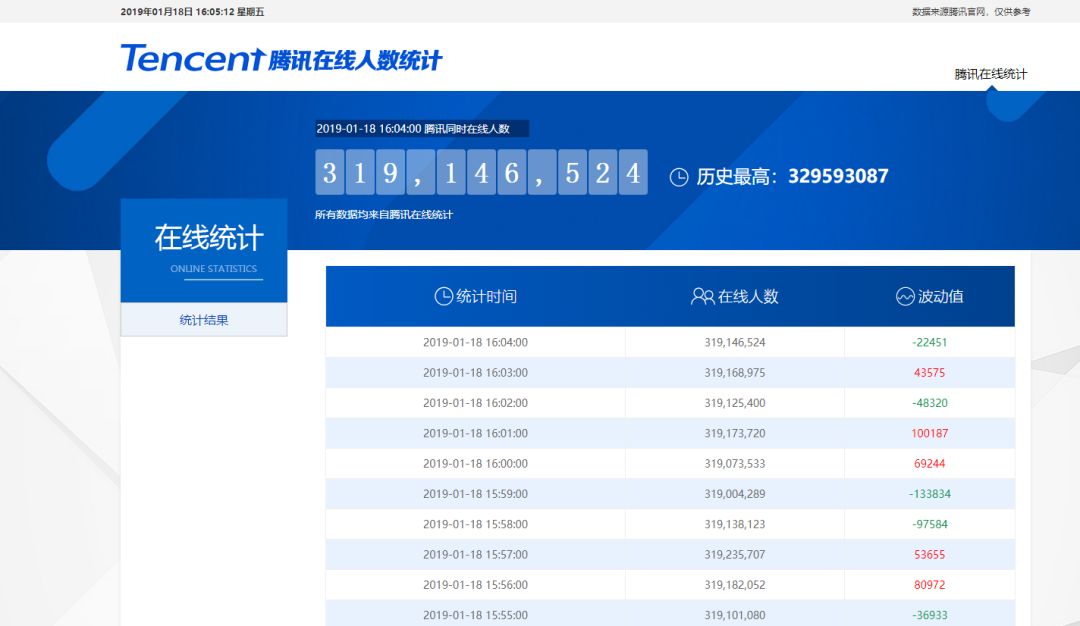 2019年01月18日 16:05:12 星期五
数据来源腾讯官网，仅供参考
Tencent 腾讯在线人数统计
腾讯在线统计
2019-01-18 16:04:00 腾讯同时在线人数
319,146,524
历史最高：329593087
所有数据均来自腾讯在线统计
在线统计
ONLINE STATISTICS
统计结果
统计时间 在线人数 波动值
2019-01-18 16:04:00 319,146,524 -22451
2019-01-18 16:03:00 319,168,975 43575
2019-01-18 16:02:00 319,125,400 -48320
2019-01-18 16:01:00 319,173,720 100187
2019-01-18 16:00:00 319,073,533 69244
2019-01-18 15:59:00 319,004,289 -133834
2019-01-18 15:58:00 319,138,123 -97584
2019-01-18 15:57:00 319,235,707 53655
2019-01-18 15:56:00 319,182,052 80972
2019-01-18 15:55:00 319,101,080 -36933